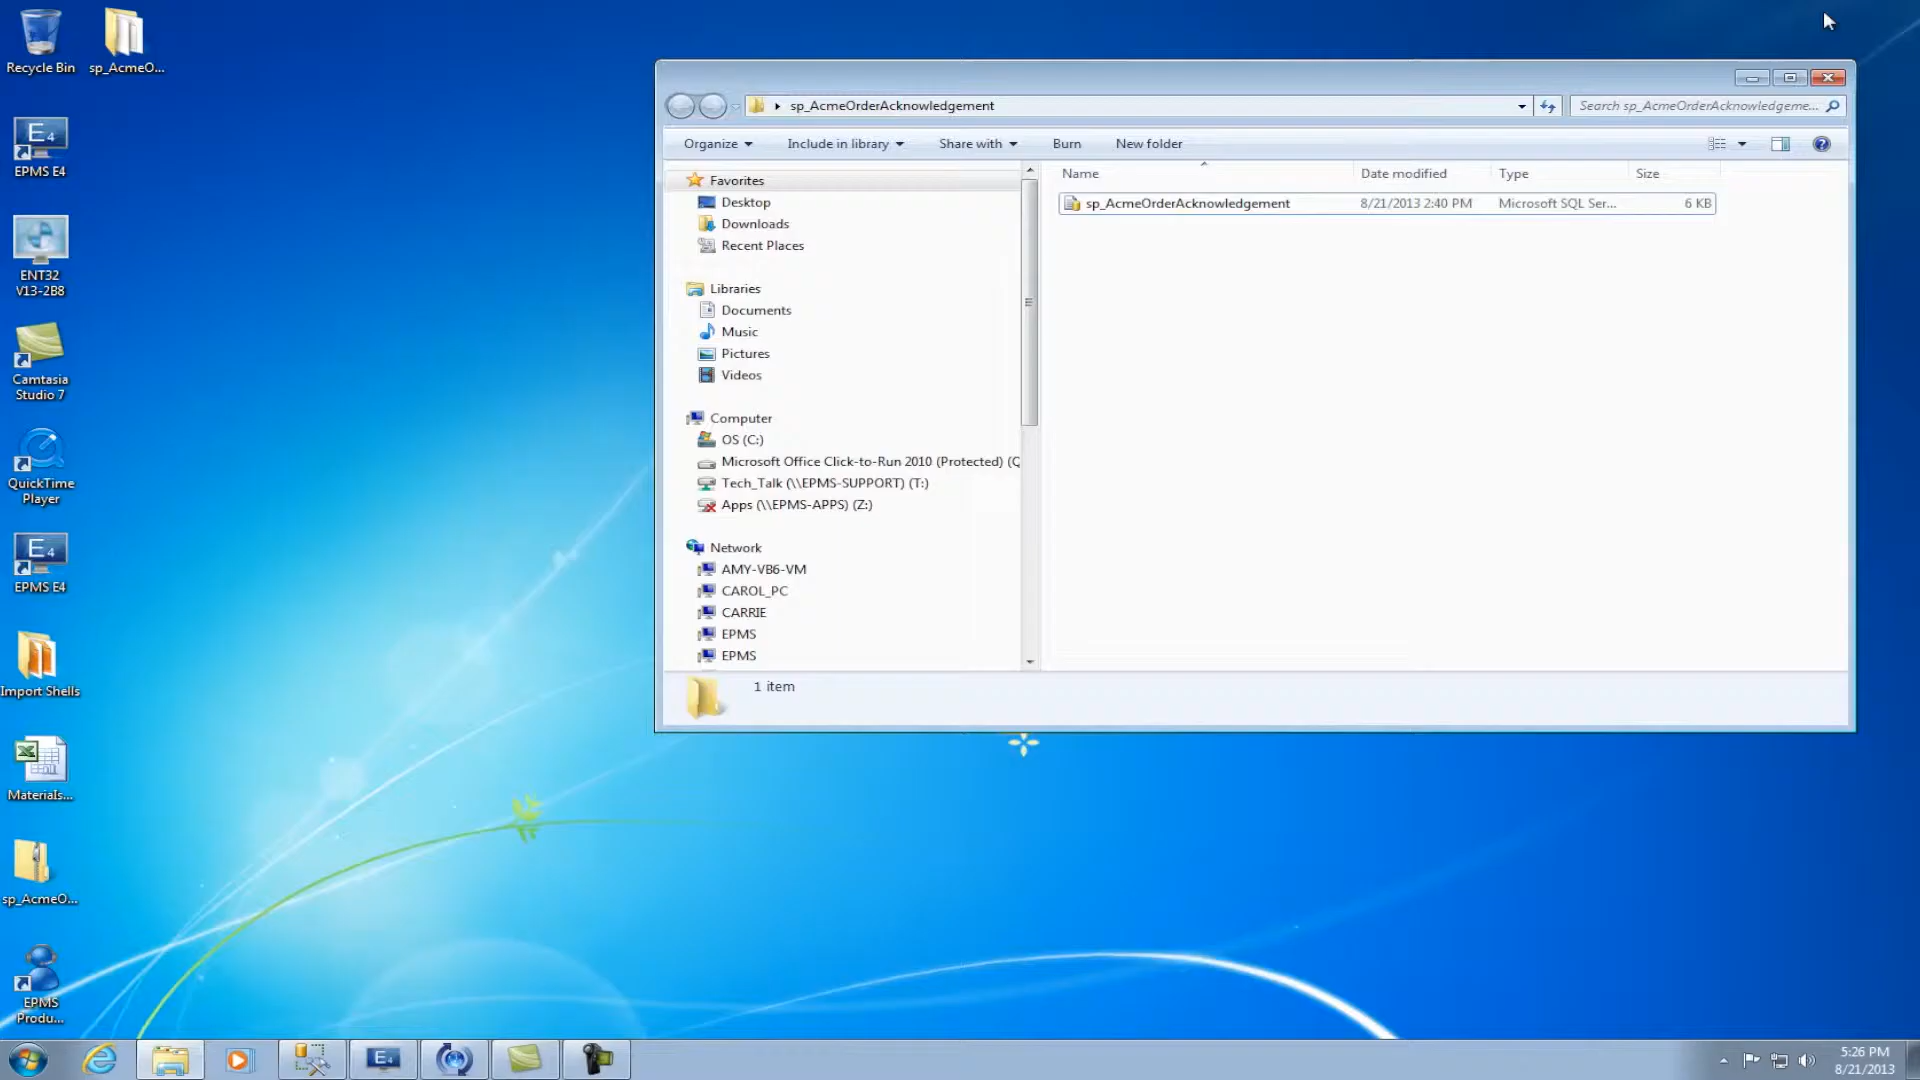 Recycle Bin
sp_AcmeO...
EPMS E4
ENT32
V13-2B8
Camtasia
Studio 7
QuickTime
Player
EPMS E4
Import Shells
Materials...
sp_AcmeO...
EPMS
Produ...
sp_AcmeOrderAcknowledgement
Search sp_AcmeOrderAcknowledgeme...
Organize
Include in library
Share with
Burn
New folder
Name
Date modified
Type
Size
sp_AcmeOrderAcknowledgement
8/21/2013 2:40 PM
Microsoft SQL Ser...
6 KB
Favorites
Desktop
Downloads
Recent Places
Libraries
Documents
Music
Pictures
Videos
Computer
OS (C:)
Microsoft Office Click-to-Run 2010 (Protected) (Q
Tech_Talk (\\EPMS-SUPPORT) (T:)
Apps (\\EPMS-APPS) (Z:)
Network
AMY-VB6-VM
CAROL_PC
CARRIE
EPMS
EPMS
1 item
5:26 PM
8/21/2013